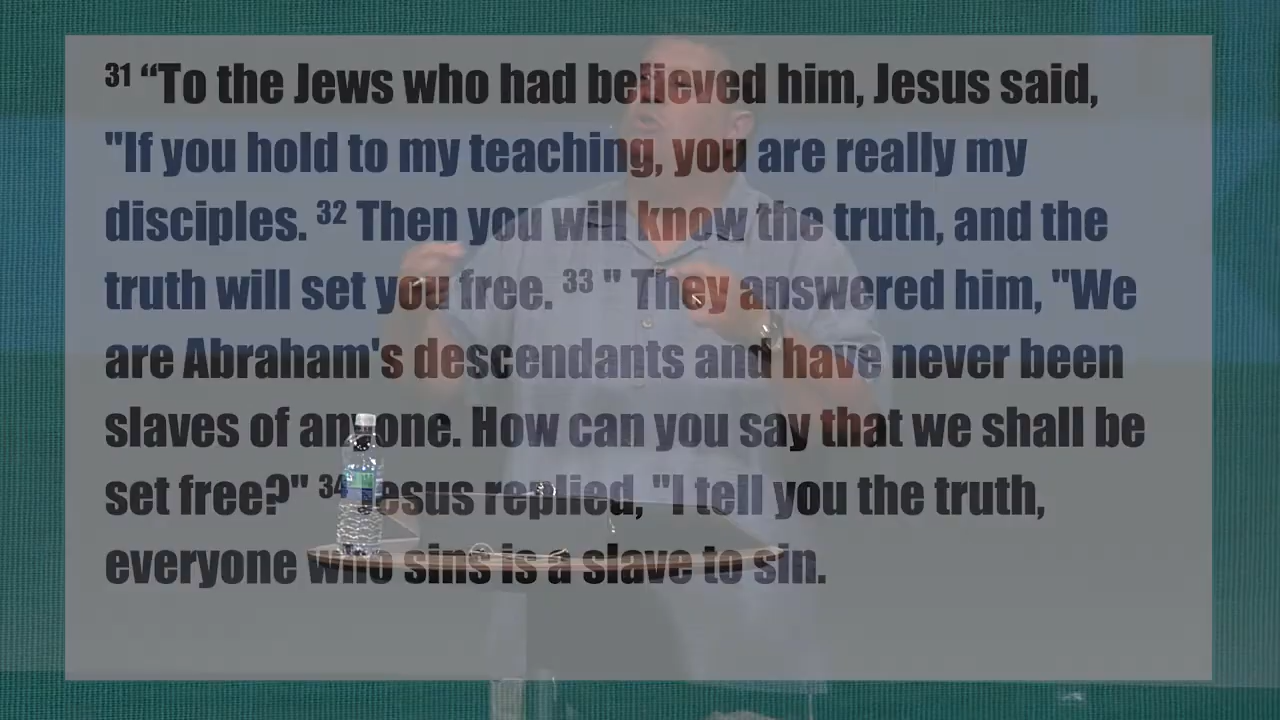 31 “To the Jews who had believed him, Jesus said,
"If you hold to my teaching, you are really my
disciples. 32 Then you will know the truth, and the
truth will set you free. 33 " They answered him, "We
are Abraham's descendants and have never been
slaves of anyone. How can you say that we shall be
set free?" 34 Jesus replied, "I tell you the truth,
everyone who sins is a slave to sin.